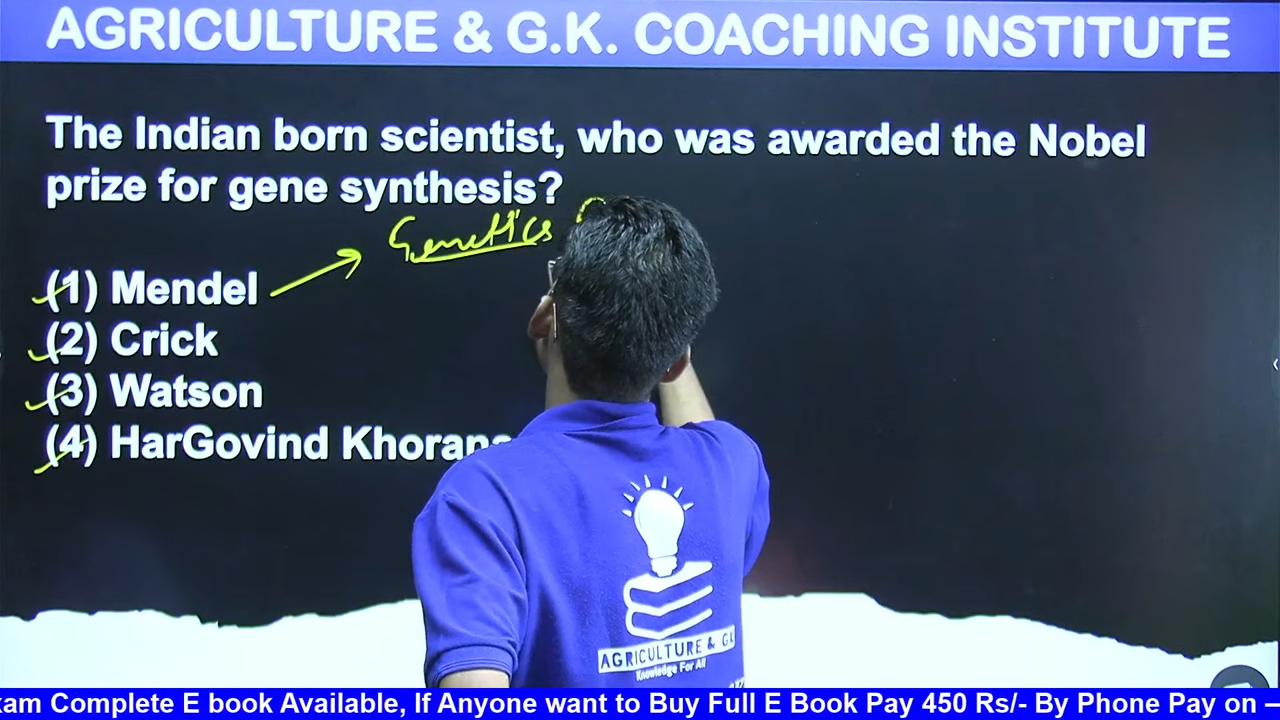 AGRICULTURE & G.K. COACHING INSTITUTE
The Indian born scientist, who was awarded the Nobel
prize for gene synthesis?
Genetics
(1) Mendel
(2) Crick
(3) Watson
(4) HarGovind Khorana
AGRICULTURE & GK
Knowledge For All
xam Complete E book Available, If Anyone want to Buy Full E Book Pay 450 Rs/- By Phone Pay on –